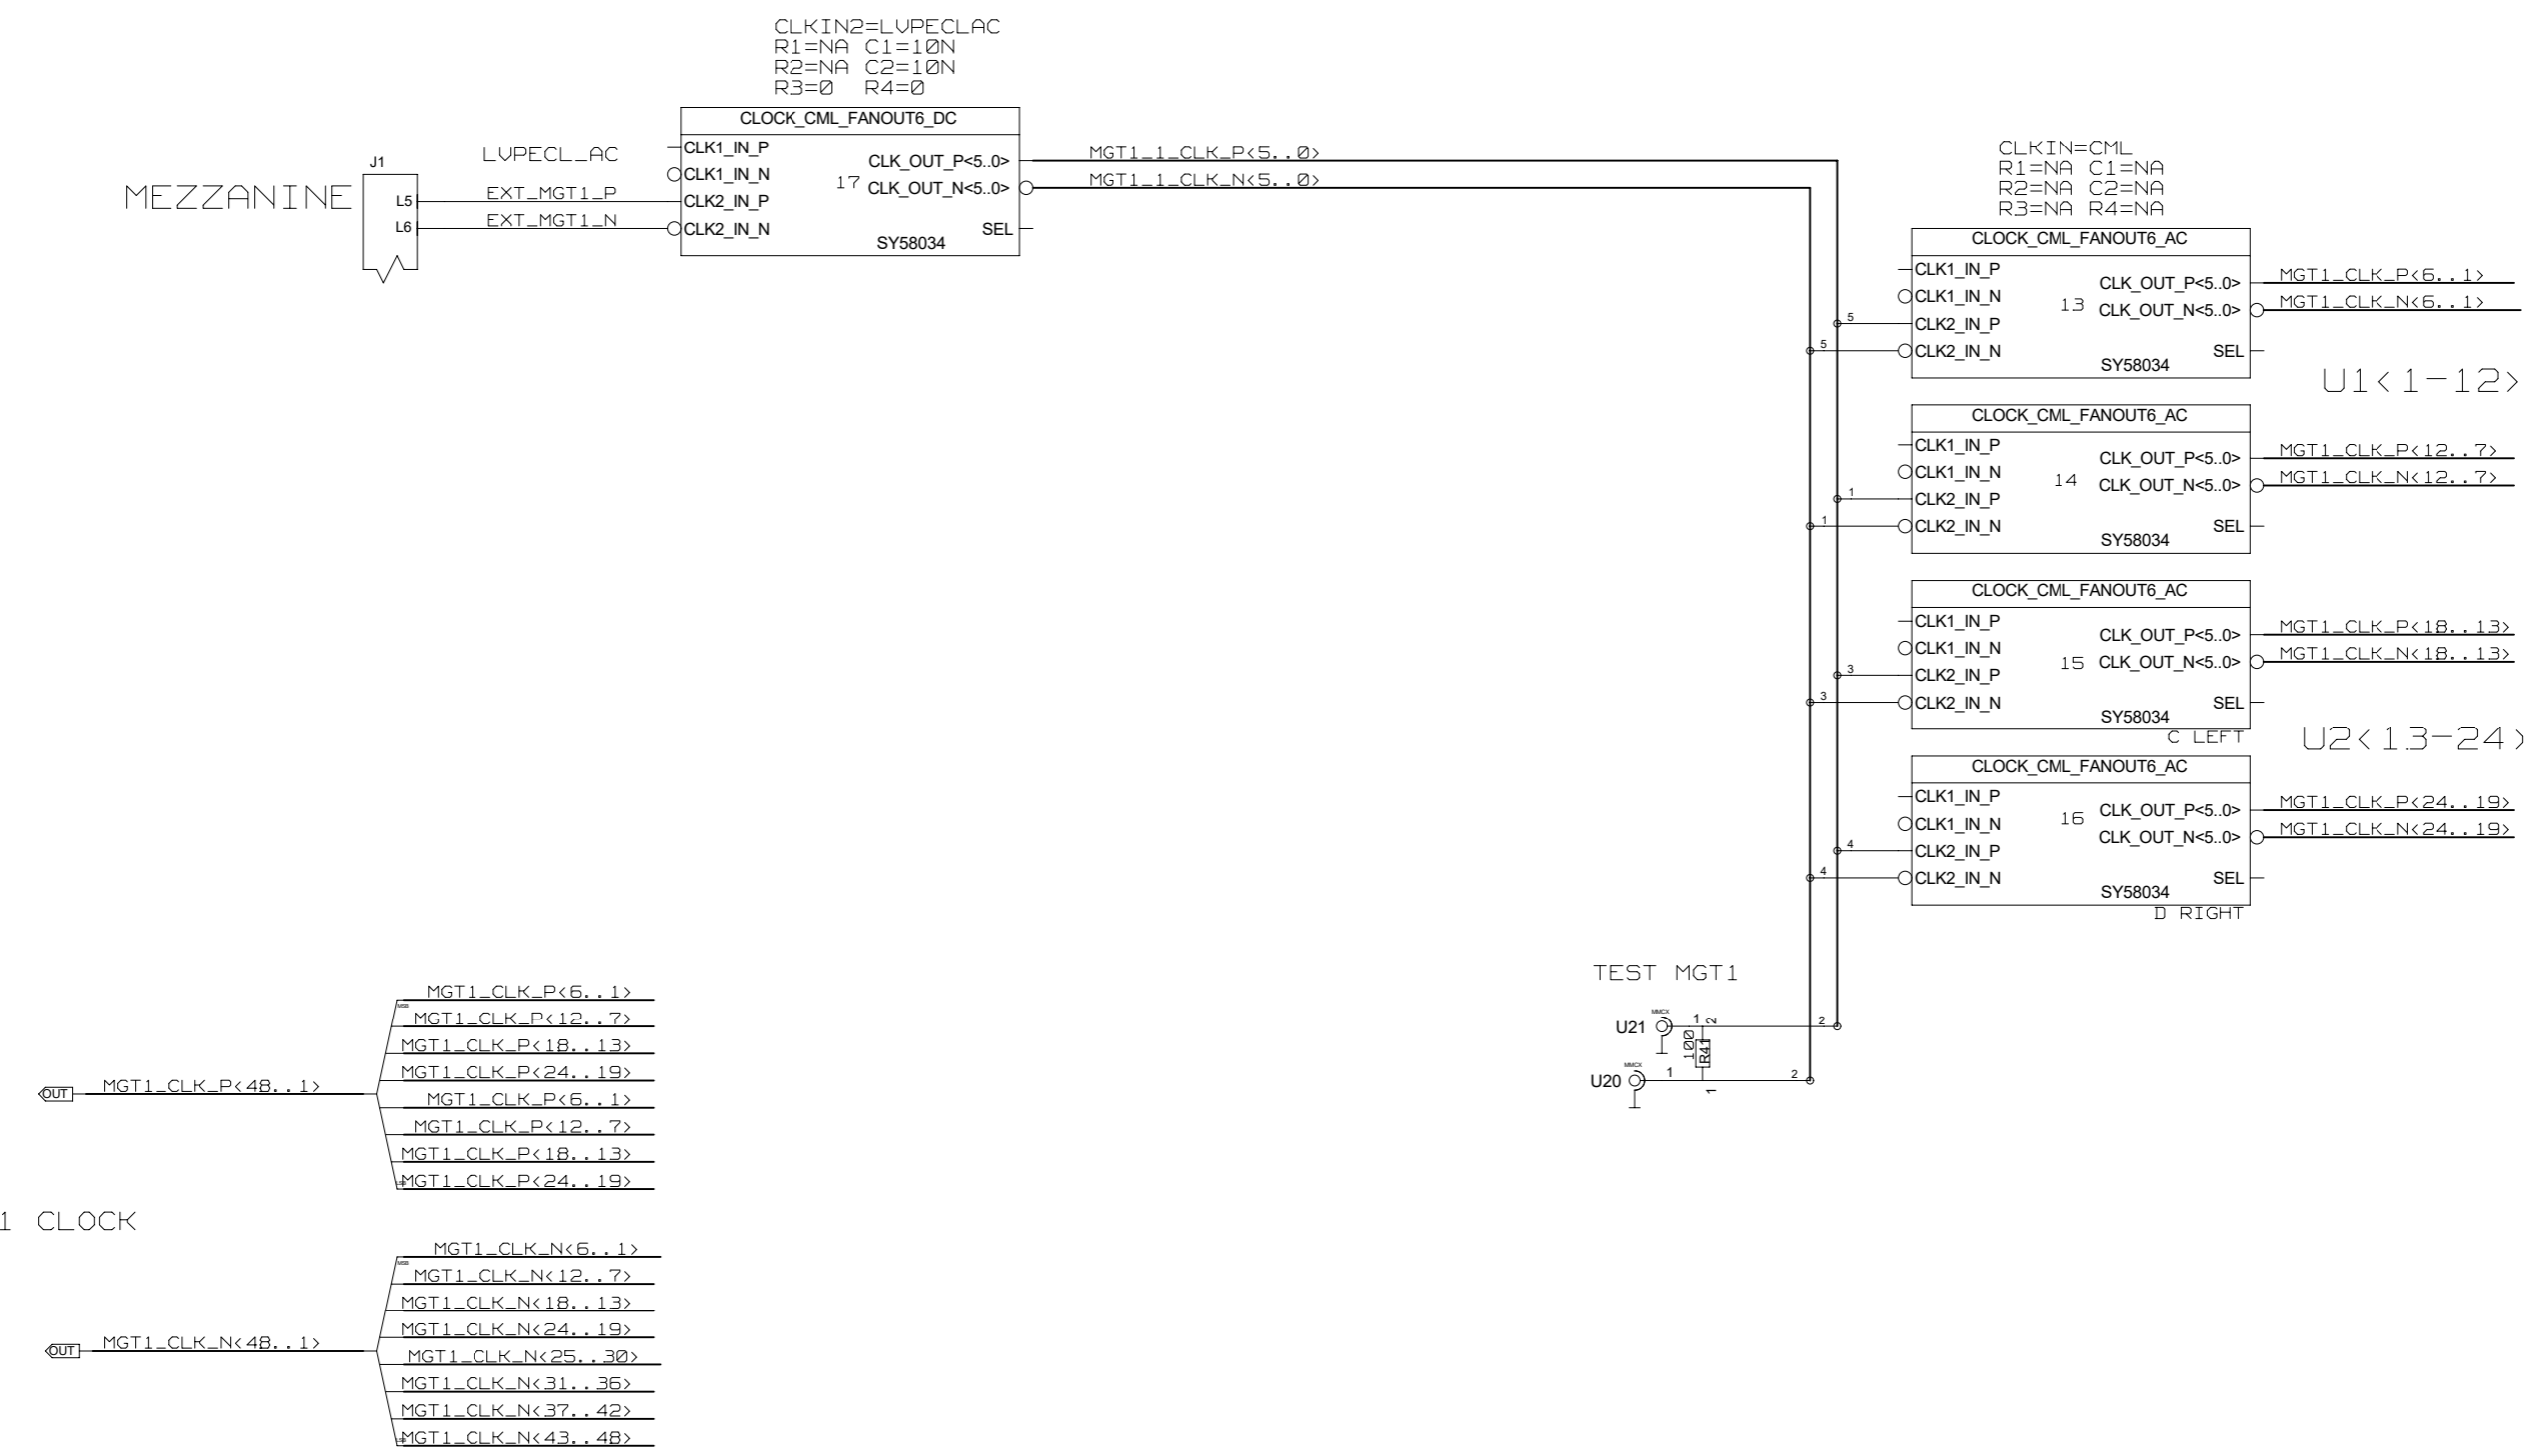 CLKIN2=LVPECLAC
R1=NA C1=10N
R2=NA C2=10N
R3=0 R4=0
CLOCK_CML_FANOUT6_DC
CLK1_IN_P
CLK1_IN_N
CLK2_IN_P
CLK2_IN_N
17
CLK_OUT_P<5..0>
CLK_OUT_N<5..0>
SEL
SY58034
MEZZANINE
J1
L5
L6
LVPECL_AC
EXT_MGT1_P
EXT_MGT1_N
MGT1_1_CLK_P<5..0>
MGT1_1_CLK_N<5..0>
CLKIN=CML
R1=NA C1=NA
R2=NA C2=NA
R3=NA R4=NA
CLOCK_CML_FANOUT6_AC
CLK1_IN_P
CLK1_IN_N
5 CLK2_IN_P
5 CLK2_IN_N
13
CLK_OUT_P<5..0>
CLK_OUT_N<5..0>
SEL
SY58034
MGT1_CLK_P<6..1>
MGT1_CLK_N<6..1>
U1<1-12>
CLOCK_CML_FANOUT6_AC
CLK1_IN_P
CLK1_IN_N
1 CLK2_IN_P
1 CLK2_IN_N
14
CLK_OUT_P<5..0>
CLK_OUT_N<5..0>
SEL
SY58034
MGT1_CLK_P<12..7>
MGT1_CLK_N<12..7>
CLOCK_CML_FANOUT6_AC
CLK1_IN_P
CLK1_IN_N
3 CLK2_IN_P
3 CLK2_IN_N
15
CLK_OUT_P<5..0>
CLK_OUT_N<5..0>
SEL
SY58034
C LEFT
MGT1_CLK_P<18..13>
MGT1_CLK_N<18..13>
U2<13-24>
CLOCK_CML_FANOUT6_AC
CLK1_IN_P
CLK1_IN_N
4 CLK2_IN_P
4 CLK2_IN_N
16
CLK_OUT_P<5..0>
CLK_OUT_N<5..0>
SEL
SY58034
D RIGHT
MGT1_CLK_P<24..19>
MGT1_CLK_N<24..19>
TEST MGT1
MMCX
U21 1 2 2
100 R41
MMCX
U20 1 1 2
MGT1_CLK_P<6..1>
MSB
MGT1_CLK_P<12..7>
MGT1_CLK_P<18..13>
MGT1_CLK_P<24..19>
OUT MGT1_CLK_P<48..1>
MGT1_CLK_P<6..1>
MGT1_CLK_P<12..7>
MGT1_CLK_P<18..13>
MGT1_CLK_P<24..19>
1 CLOCK
MGT1_CLK_N<6..1>
MSB
MGT1_CLK_N<12..7>
MGT1_CLK_N<18..13>
MGT1_CLK_N<24..19>
OUT MGT1_CLK_N<48..1>
MGT1_CLK_N<25..30>
MGT1_CLK_N<31..36>
MGT1_CLK_N<37..42>
MGT1_CLK_N<43..48>